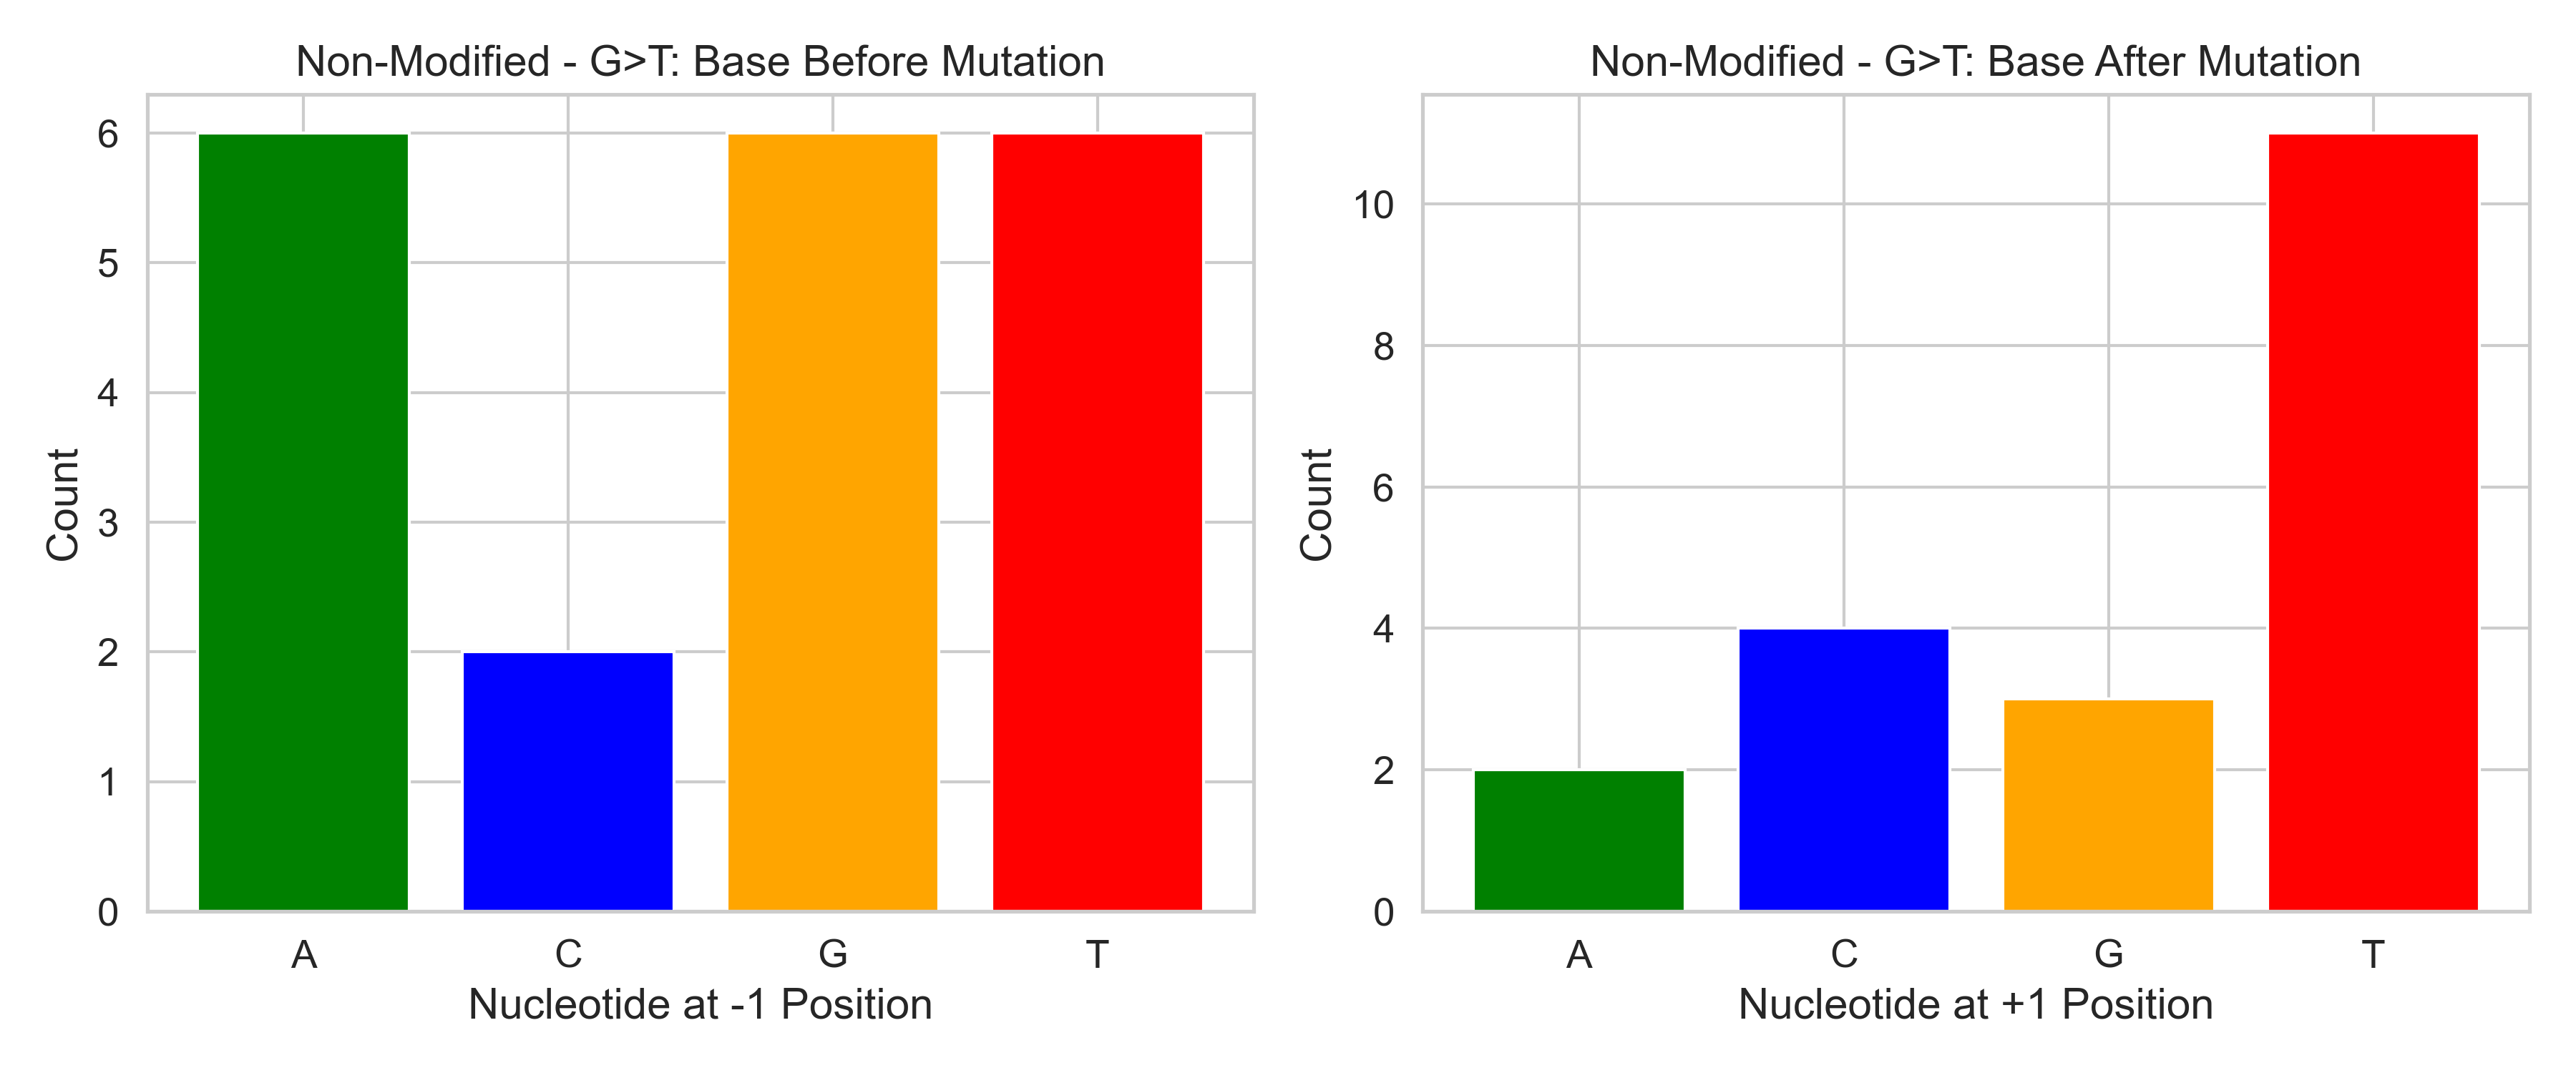 Non-Modified - G>T: Base Before Mutation
6
5
4
3
2
1
0
Count
A C G T
Nucleotide at -1 Position
Non-Modified - G>T: Base After Mutation
10
8
6
4
2
0
Count
A C G T
Nucleotide at +1 Position